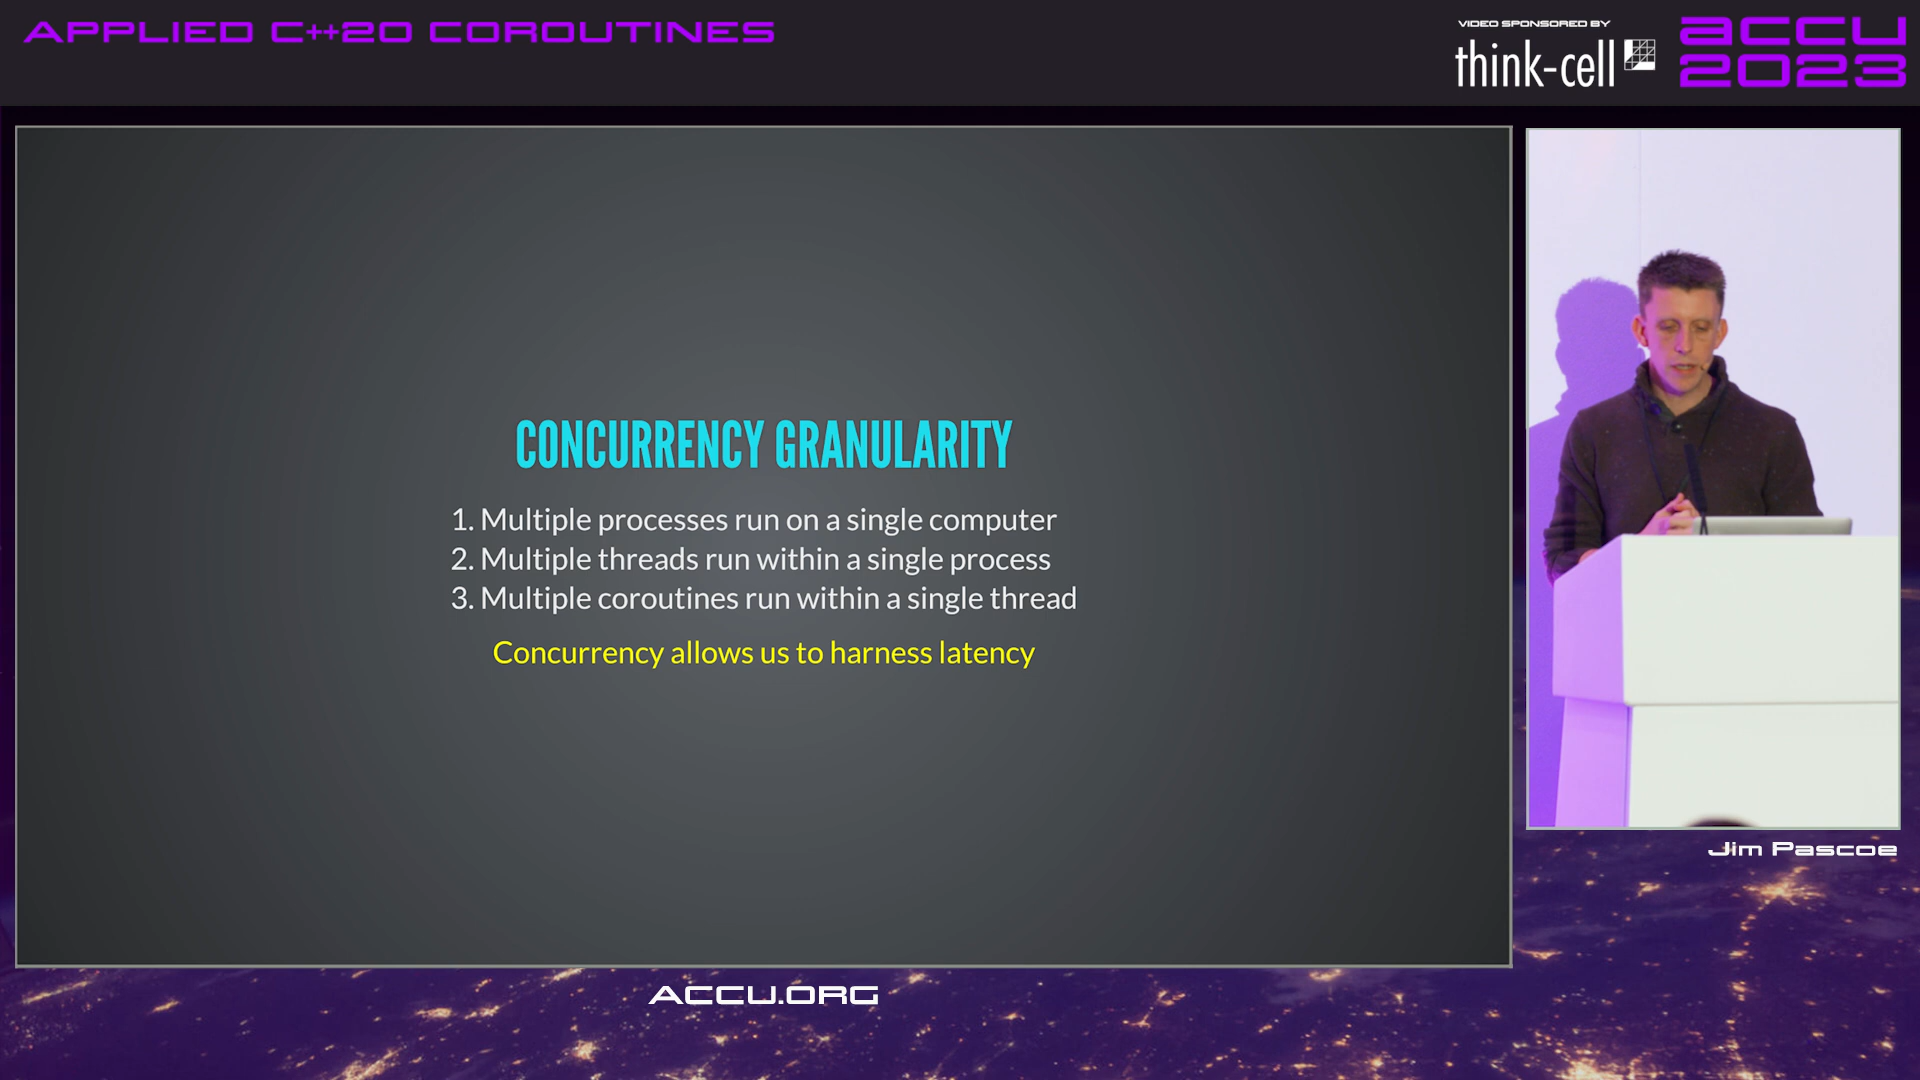 APPLIED C++20 COROUTINES
VIDEO SPONSORED BY
think-cell
accu
2023
CONCURRENCY GRANULARITY
1. Multiple processes run on a single computer
2. Multiple threads run within a single process
3. Multiple coroutines run within a single thread
Concurrency allows us to harness latency
Jim Pascoe
ACCU.ORG